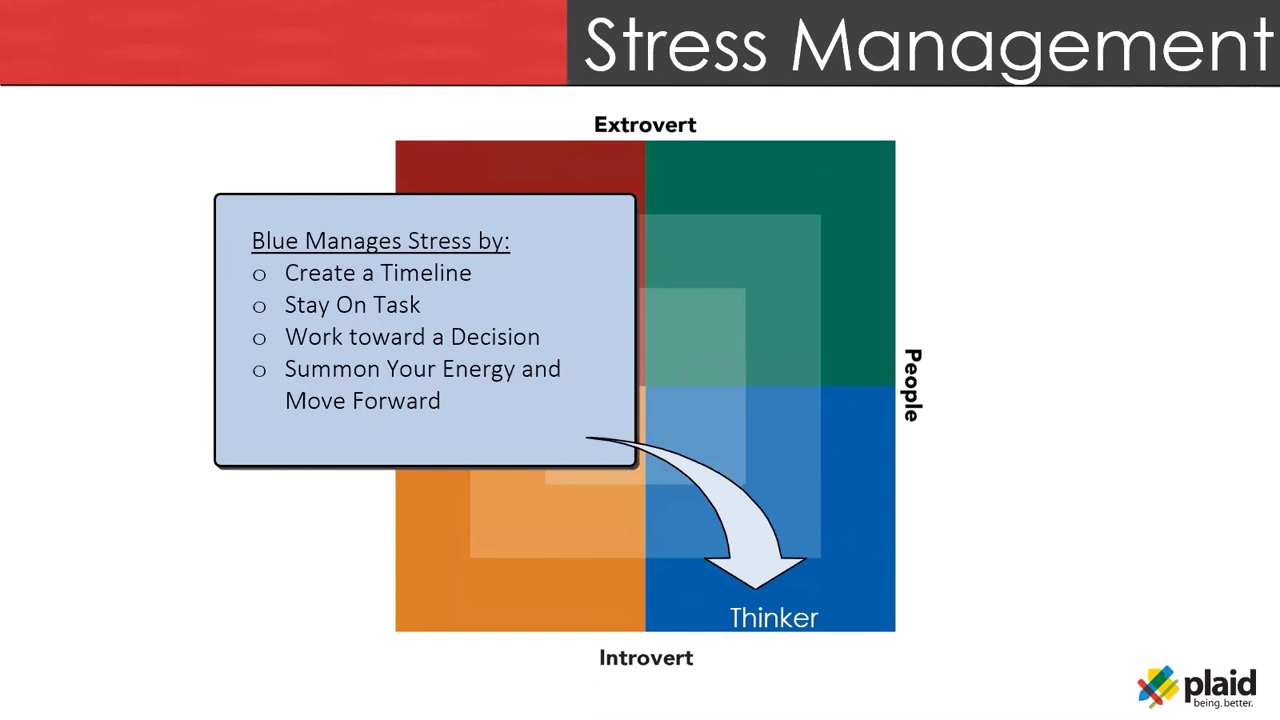 Stress Management
Extrovert
Blue Manages Stress by:
o Create a Timeline
o Stay On Task
o Work toward a Decision
o Summon Your Energy and
Move Forward
People
Thinker
Introvert
plaid
being. better.